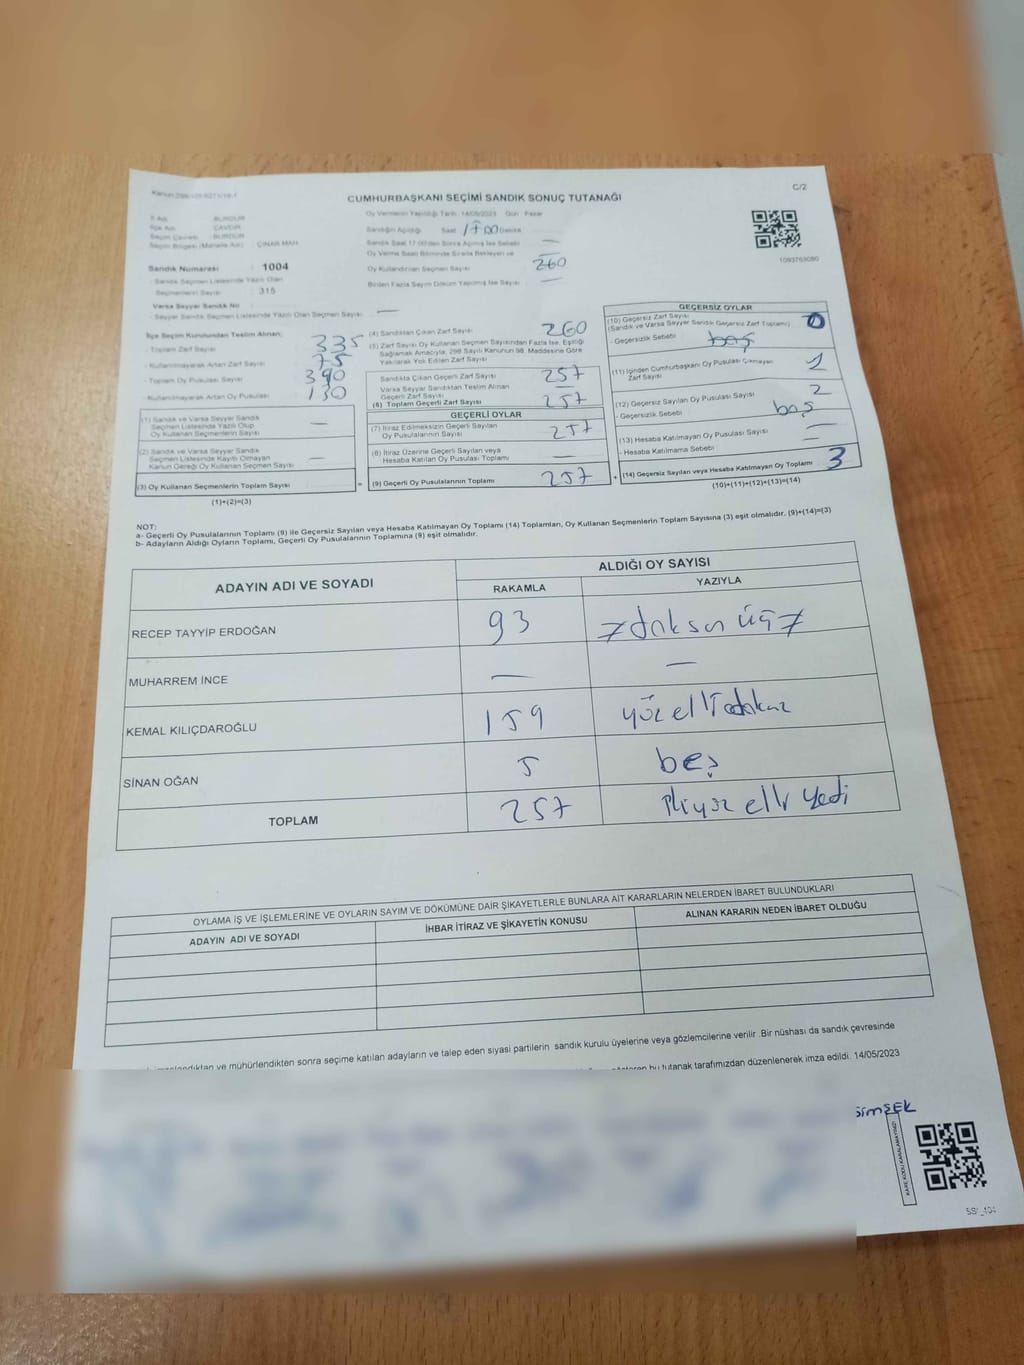 C/2
CUMHURBAŞKANI SEÇİMİ SANDIK SONUÇ TUTANAĞI
Oy Vermenin Yapıldığı Tarih : 14/05/2023 Gün : Pazar
İl Adı : BURDUR
İlçe Adı : ÇAVDIR
Seçim Çevresi : BURDUR
Seçim Bölgesi (Mahalle Adı) : ÇINAR MAH.
Sandığın Açıldığı Saat 17 00 Dakika
Sandık Saat 17:00'den Sonra Açılmış İse Sebebi —
Oy Verme Saati Bitiminde Sırada Bekleyen ve
Oy Kullandırılan Seçmen Sayısı 260
Birden Fazla Sayım Döküm Yapılmış İse Sayısı —
1093763090
Sandık Numarası : 1004
- Sandık Seçmen Listesinde Yazılı Olan
Seçmenlerin Sayısı : 315
Varsa Seyyar Sandık No
- Seyyar Sandık Seçmen Listesinde Yazılı Olan Seçmen Sayısı —
İlçe Seçim Kurulundan Teslim Alınan;
- Toplam Zarf Sayısı 335
- Kullanılmayarak Artan Zarf Sayısı 75
- Toplam Oy Pusulası Sayısı 390
- Kullanılmayarak Artan Oy Pusulası 130
(1) Sandık ve Varsa Seyyar Sandık
Seçmen Listesinde Yazılı Olup
Oy Kullanan Seçmenlerin Sayısı —
(2) Sandık ve Varsa Seyyar Sandık
Seçmen Listesinde Kaydı Olmayan
Kanun Gereği Oy Kullanan Seçmen Sayısı —
(3) Oy Kullanan Seçmenlerin Toplam Sayısı =
(1)+(2)=(3)
(4) Sandıktan Çıkan Zarf Sayısı 260
(5) Zarf Sayısı Oy Kullanan Seçmen Sayısından Fazla İse, Eşitliği
Sağlamak Amacıyla, 298 Sayılı Kanunun 98. Maddesine Göre
Yakılarak Yok Edilen Zarf Sayısı
Sandıkta Çıkan Geçerli Zarf Sayısı 257
Varsa Seyyar Sandıktan Teslim Alınan
Geçerli Zarf Sayısı —
(6) Toplam Geçerli Zarf Sayısı 257
GEÇERLİ OYLAR
(7) İtiraz Edilmeksizin Geçerli Sayılan
Oy Pusulalarının Sayısı 257
(8) İtiraz Üzerine Geçerli Sayılan veya
Hesaba Katılan Oy Pusulası Toplamı —
(9) Geçerli Oy Pusulalarının Toplamı 257 +
GEÇERSİZ OYLAR
(10) Geçersiz Zarf Sayısı
(Sandık ve Varsa Seyyar Sandık Geçersiz Zarf Toplamı) 0
- Geçersizlik Sebebi boş
(11) İçinden Cumhurbaşkanı Oy Pusulası Çıkmayan
Zarf Sayısı 1
(12) Geçersiz Sayılan Oy Pusulası Sayısı 2
- Geçersizlik Sebebi boş
(13) Hesaba Katılmayan Oy Pusulası Sayısı —
- Hesaba Katılmama Sebebi —
(14) Geçersiz Sayılan veya Hesaba Katılmayan Oy Toplamı 3
(10)+(11)+(12)+(13)=(14)
NOT:
a- Geçerli Oy Pusulalarının Toplamı (9) ile Geçersiz Sayılan veya Hesaba Katılmayan Oy Toplamı (14) Toplamları, Oy Kullanan Seçmenlerin Toplam Sayısına (3) eşit olmalıdır. (9)+(14)=(3)
b- Adayların Aldığı Oyların Toplamı, Geçerli Oy Pusulalarının Toplamına (9) eşit olmalıdır.
ADAYIN ADI VE SOYADI
ALDIĞI OY SAYISI
RAKAMLA YAZIYLA
RECEP TAYYİP ERDOĞAN 93 doksan üç
MUHARREM İNCE — —
KEMAL KILIÇDAROĞLU 159 yüz elli dokuz
SİNAN OĞAN 5 beş
TOPLAM 257 ikiyüz elli yedi
OYLAMA İŞ VE İŞLEMLERİNE VE OYLARIN SAYIM VE DÖKÜMÜNE DAİR ŞİKAYETLERLE BUNLARA AİT KARARLARIN NELERDEN İBARET BULUNDUKLARI
ADAYIN ADI VE SOYADI İHBAR İTİRAZ VE ŞİKAYETİN KONUSU ALINAN KARARIN NEDEN İBARET OLDUĞU
ve mühürlendikten sonra seçime katılan adayların ve talep eden siyasi partilerin sandık kurulu üyelerine veya gözlemcilerine verilir .Bir nüshası da sandık çevresinde
bu tutanak tarafımızdan düzenlenerek imza edildi. 14/05/2023
ŞİMŞEK
KARE KODU KARALAMAYINIZ!